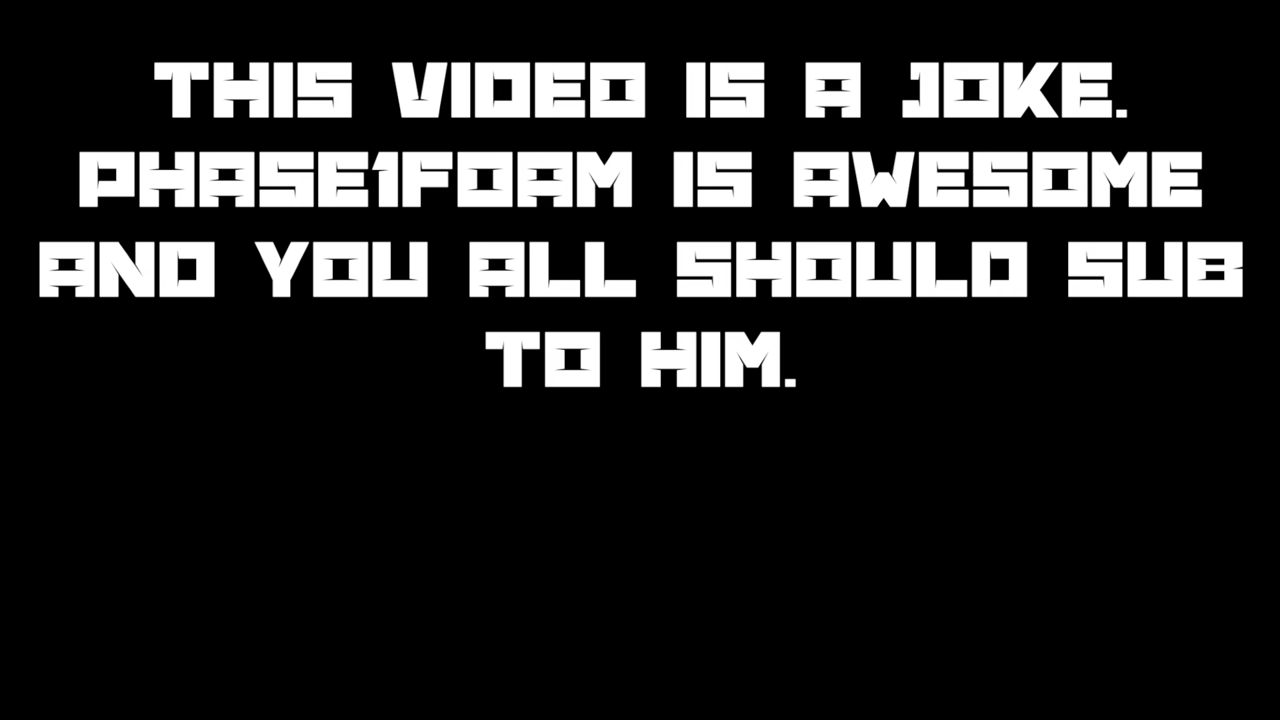 THIS VIDEO IS A JOKE.
PHASE1FOAM IS AWESOME
AND YOU ALL SHOULD SUB
TO HIM.